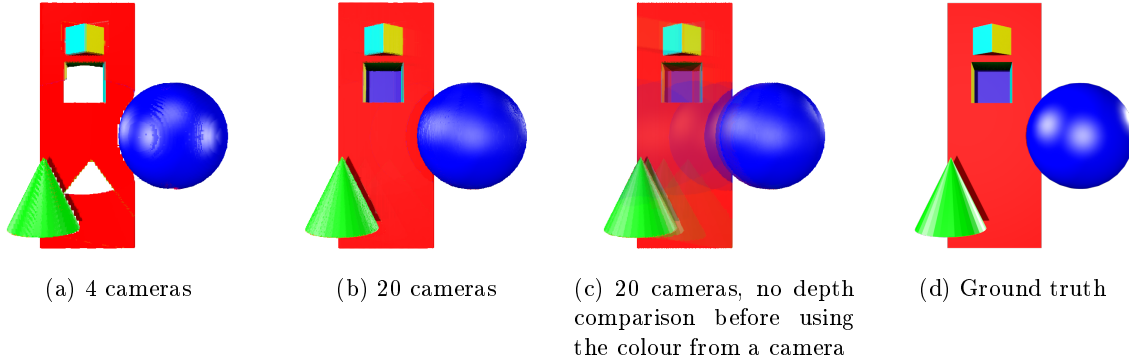 (a) 4 cameras
(b) 20 cameras
(c) 20 cameras, no depth
comparison before using
the colour from a camera
(d) Ground truth